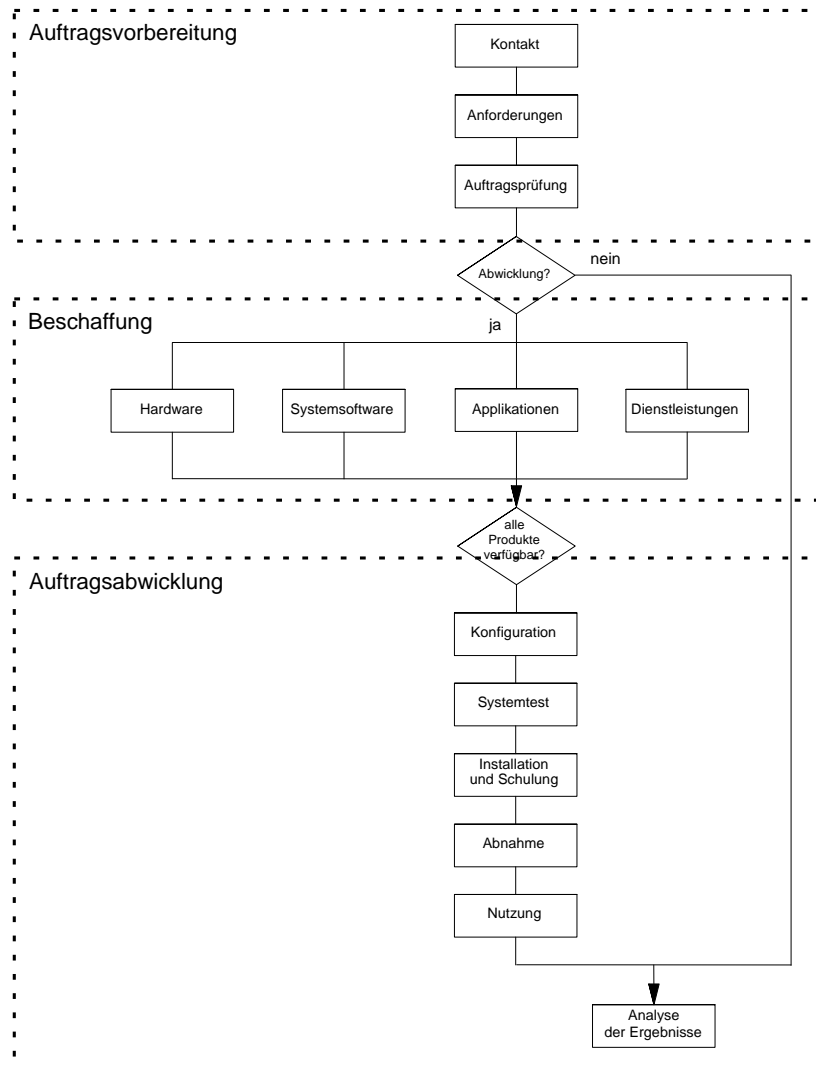 Auftragsvorbereitung
Kontakt
Anforderungen
Auftragsprüfung
Abwicklung?
nein
Beschaffung
ja
Hardware
Systemsoftware
Applikationen
Dienstleistungen
alle
Produkte
verfügbar?
Auftragsabwicklung
Konfiguration
Systemtest
Installation
und Schulung
Abnahme
Nutzung
Analyse
der Ergebnisse